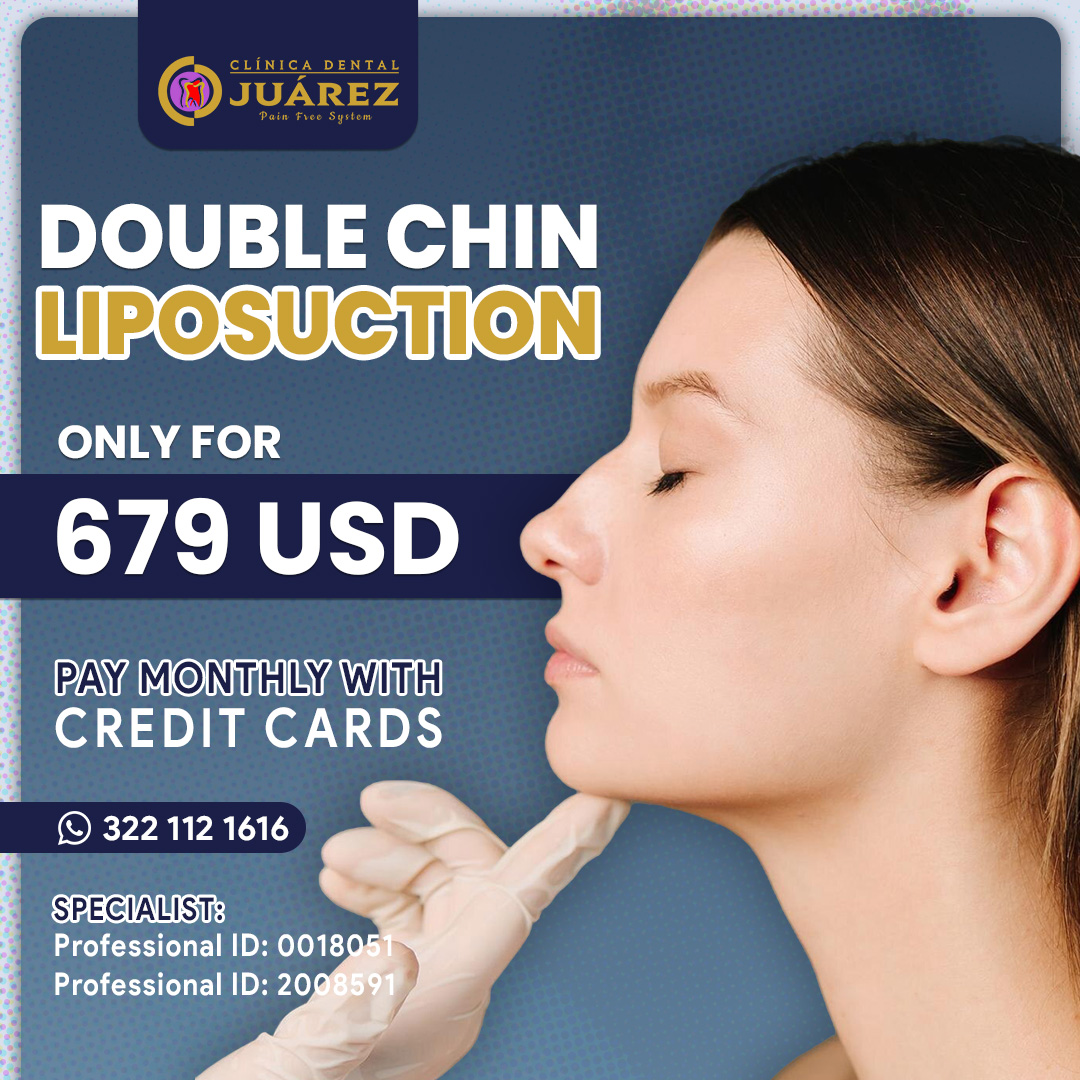 CLÍNICA DENTAL
JUÁREZ
Pain Free System
DOUBLE CHIN
LIPOSUCTION
ONLY FOR
679 USD
PAY MONTHLY WITH
CREDIT CARDS
322 112 1616
SPECIALIST:
Professional ID: 0018051
Professional ID: 2008591